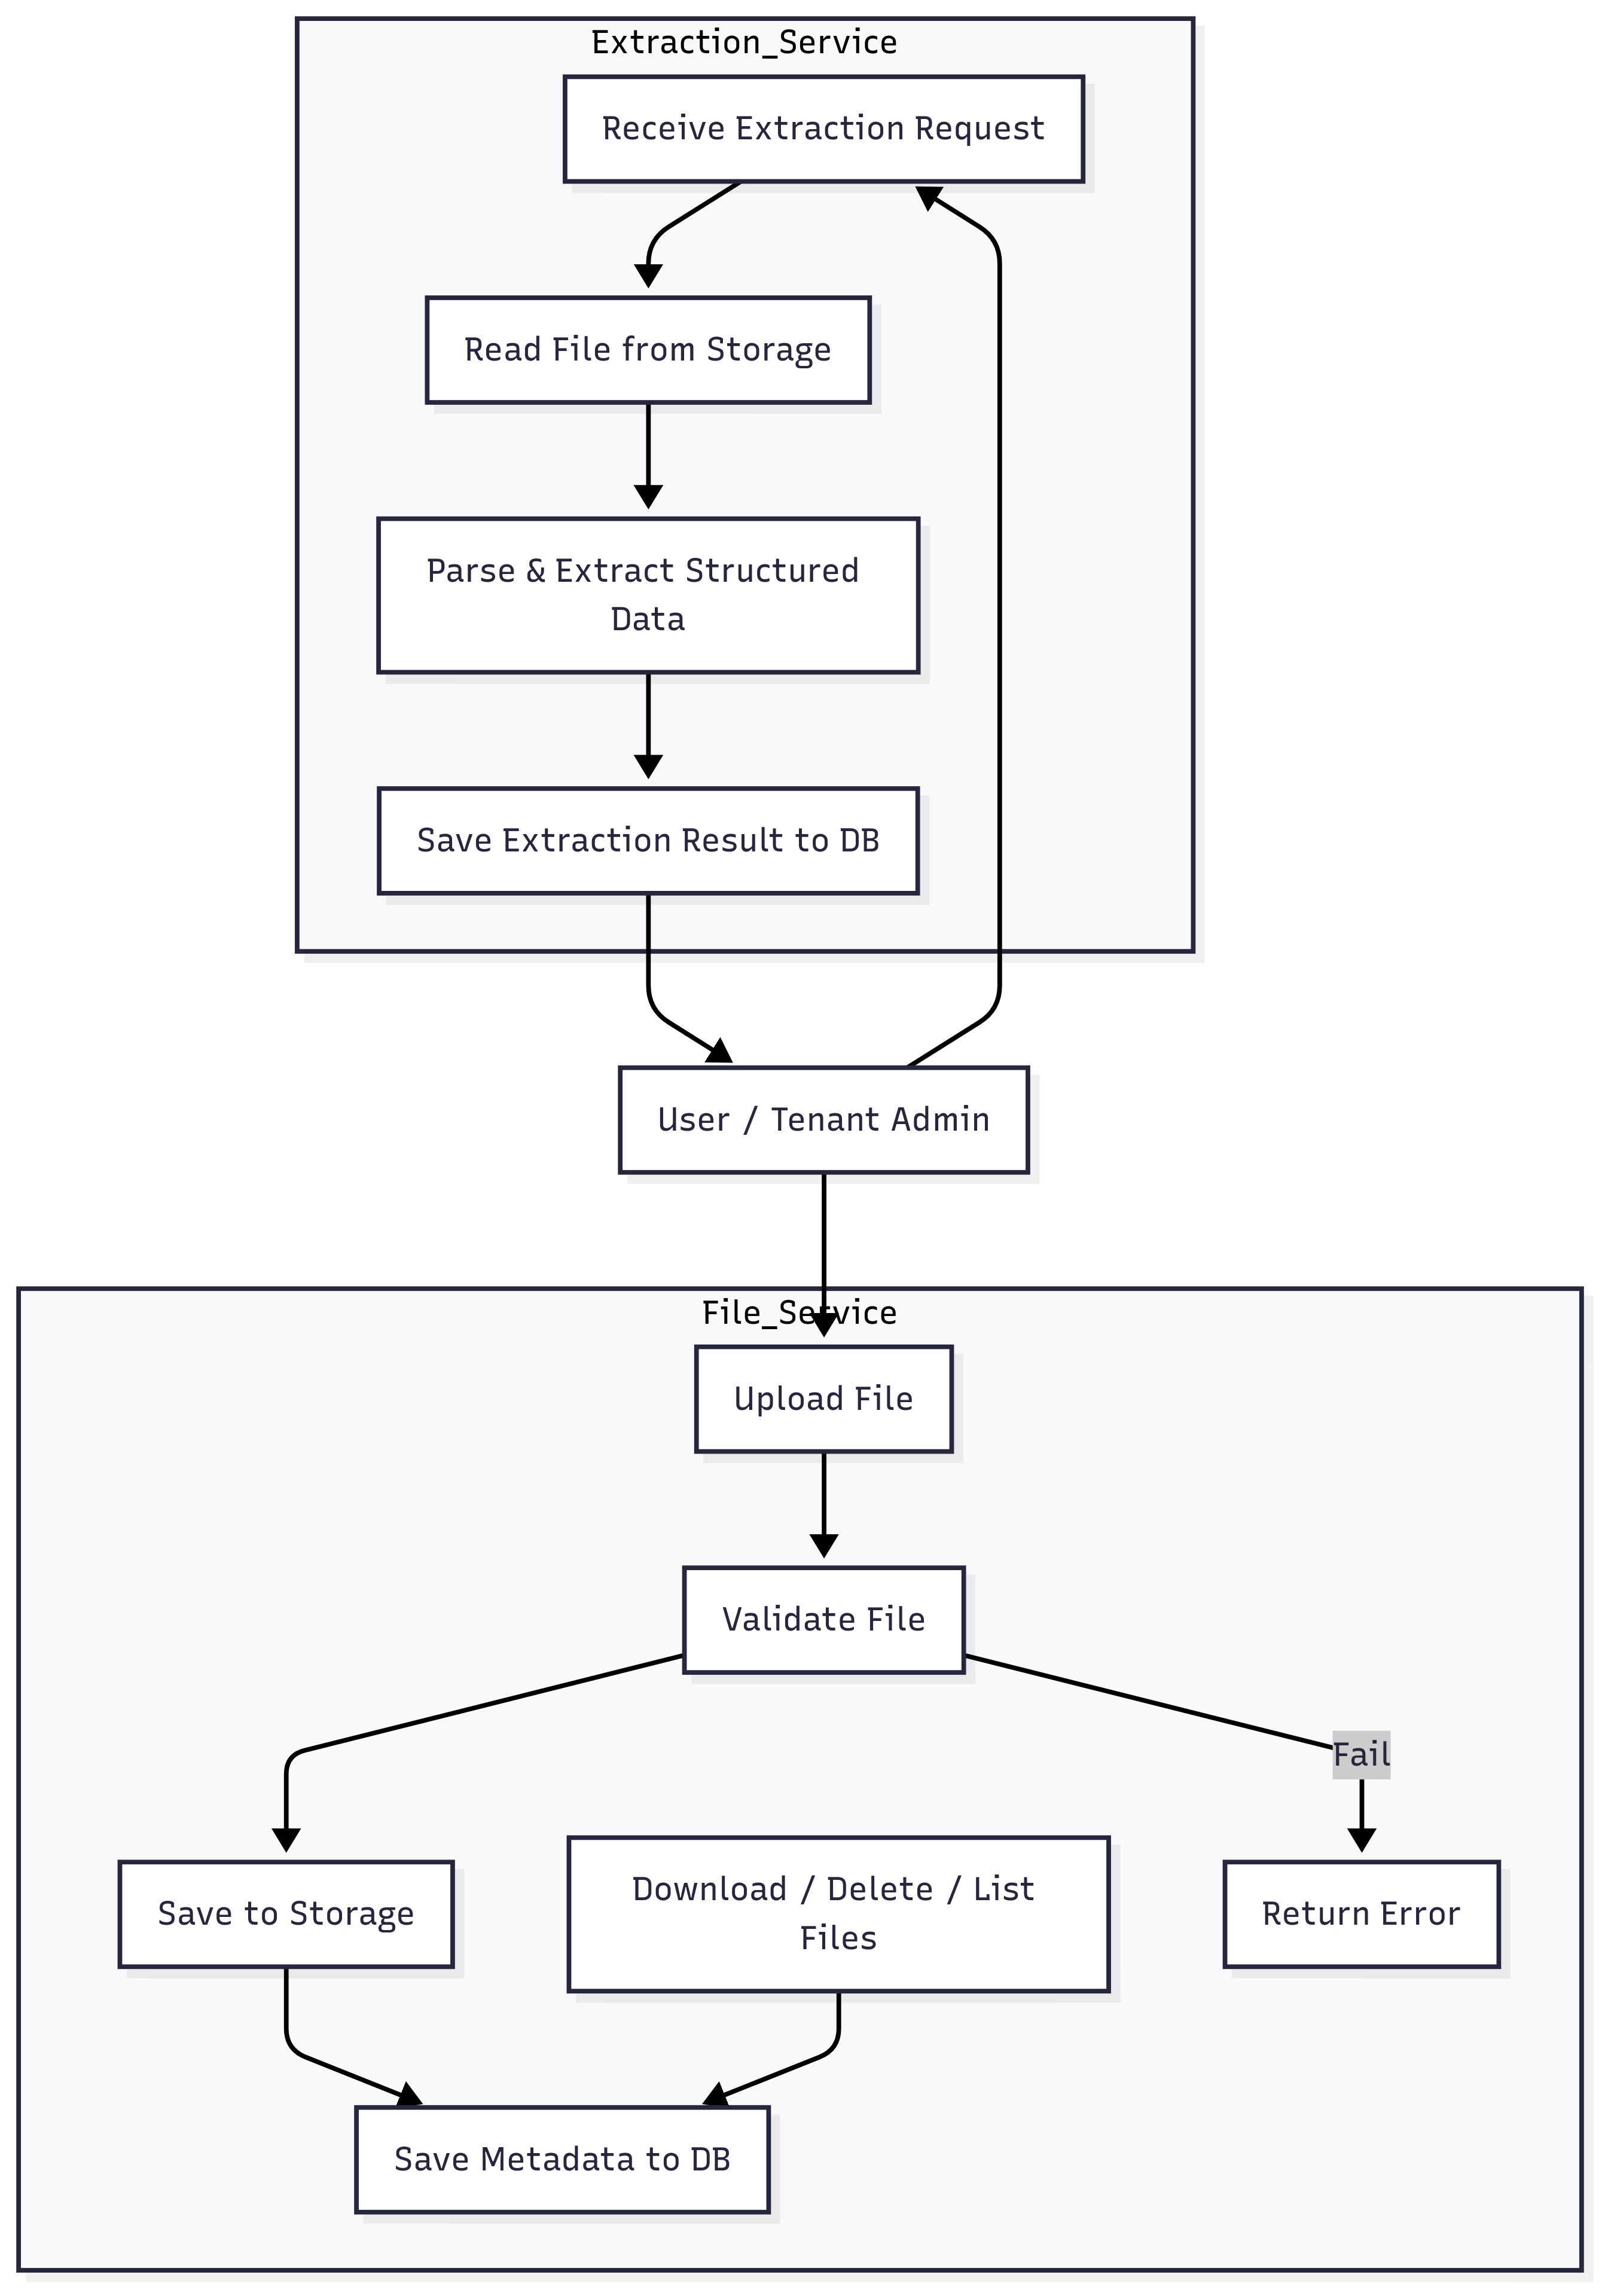 Extraction_Service
Receive Extraction Request
Read File from Storage
Parse & Extract Structured
Data
Save Extraction Result to DB
User / Tenant Admin
File_Service
Upload File
Validate File
Fail
Save to Storage
Download / Delete / List
Files
Return Error
Save Metadata to DB